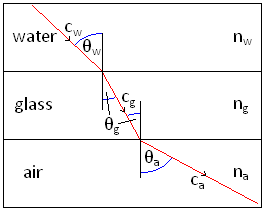 water c_w θ_w n_w
glass θ_g c_g n_g
air θ_a c_a n_a